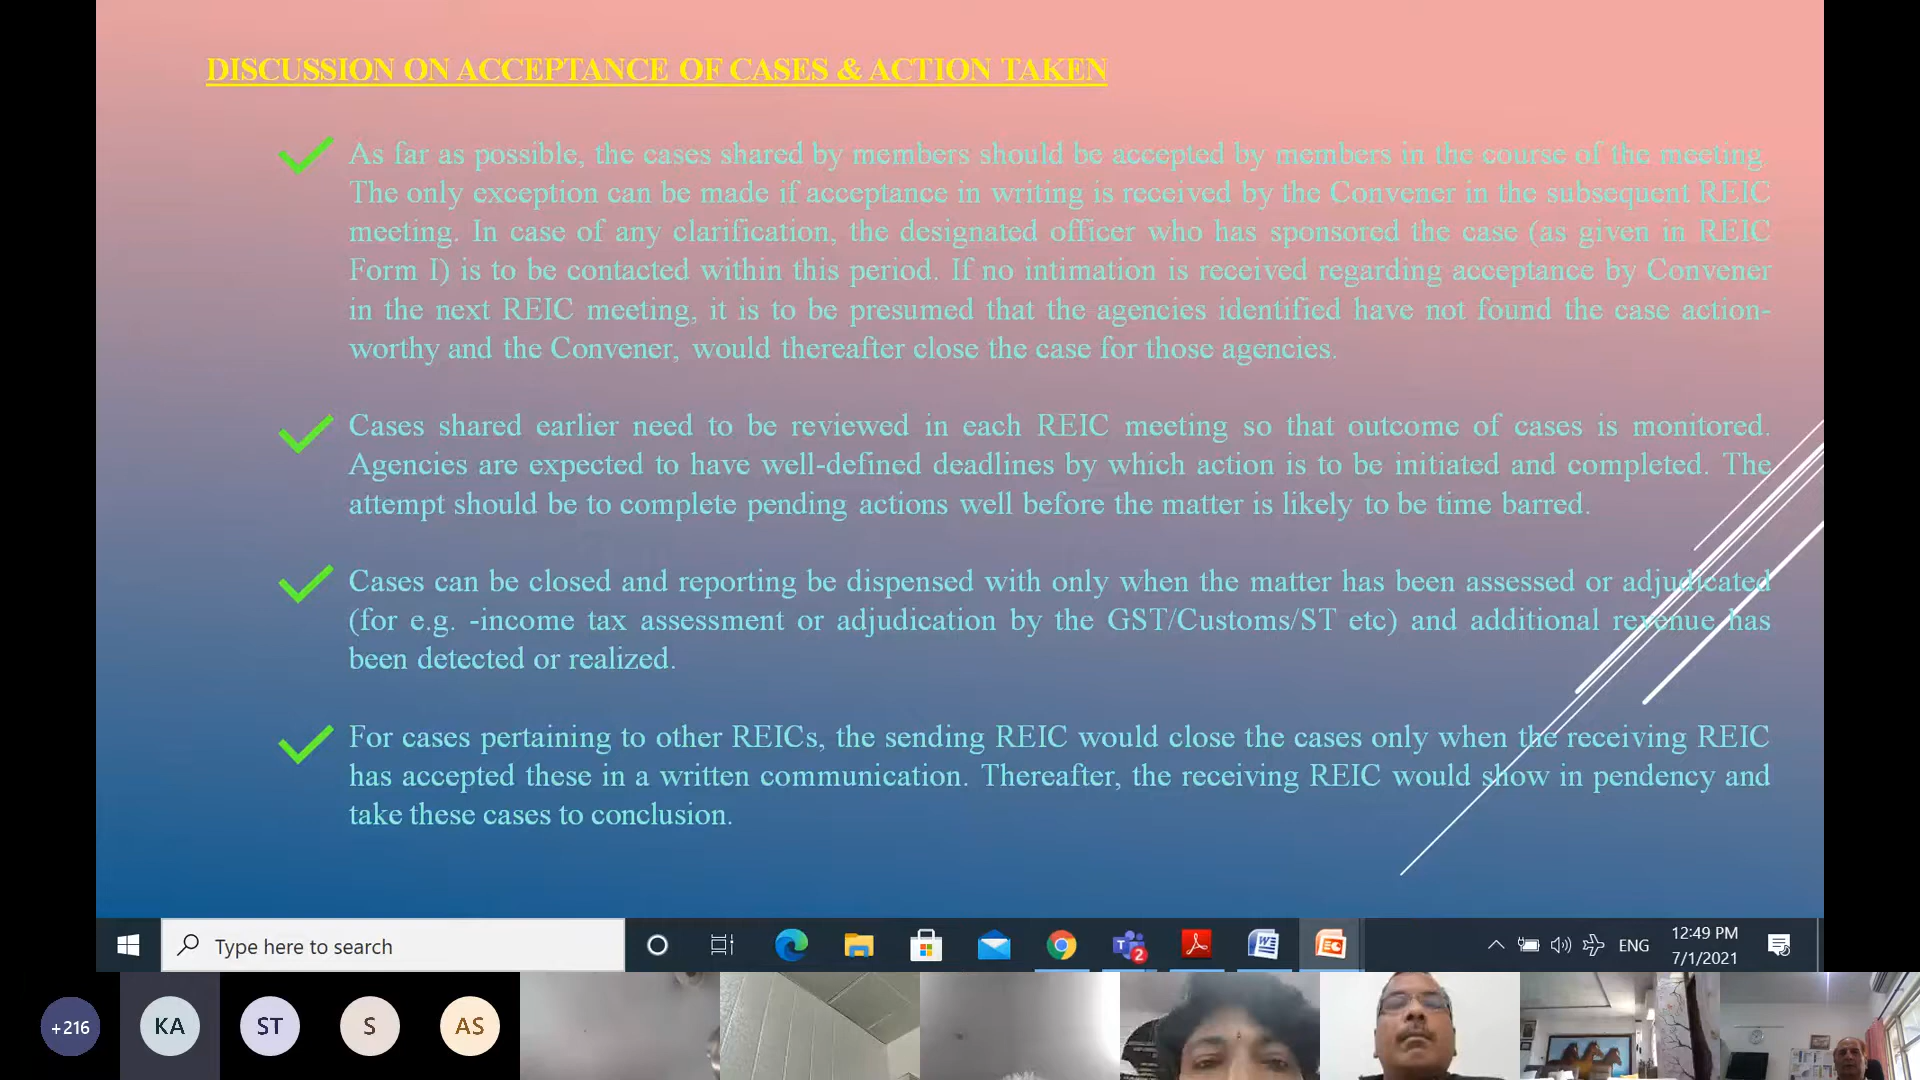 DISCUSSION ON ACCEPTANCE OF CASES & ACTION TAKEN
As far as possible, the cases shared by members should be accepted by members in the course of the meeting.
The only exception can be made if acceptance in writing is received by the Convener in the subsequent REIC
meeting. In case of any clarification, the designated officer who has sponsored the case (as given in REIC
Form I) is to be contacted within this period. If no intimation is received regarding acceptance by Convener
in the next REIC meeting, it is to be presumed that the agencies identified have not found the case action-
worthy and the Convener, would thereafter close the case for those agencies.
Cases shared earlier need to be reviewed in each REIC meeting so that outcome of cases is monitored.
Agencies are expected to have well-defined deadlines by which action is to be initiated and completed. The
attempt should be to complete pending actions well before the matter is likely to be time barred.
Cases can be closed and reporting be dispensed with only when the matter has been assessed or adjudicated
(for e.g. -income tax assessment or adjudication by the GST/Customs/ST etc) and additional revenue has
been detected or realized.
For cases pertaining to other REICs, the sending REIC would close the cases only when the receiving REIC
has accepted these in a written communication. Thereafter, the receiving REIC would show in pendency and
take these cases to conclusion.
Type here to search
2
ENG
12:49 PM
7/1/2021
+216
KA
ST
S
AS